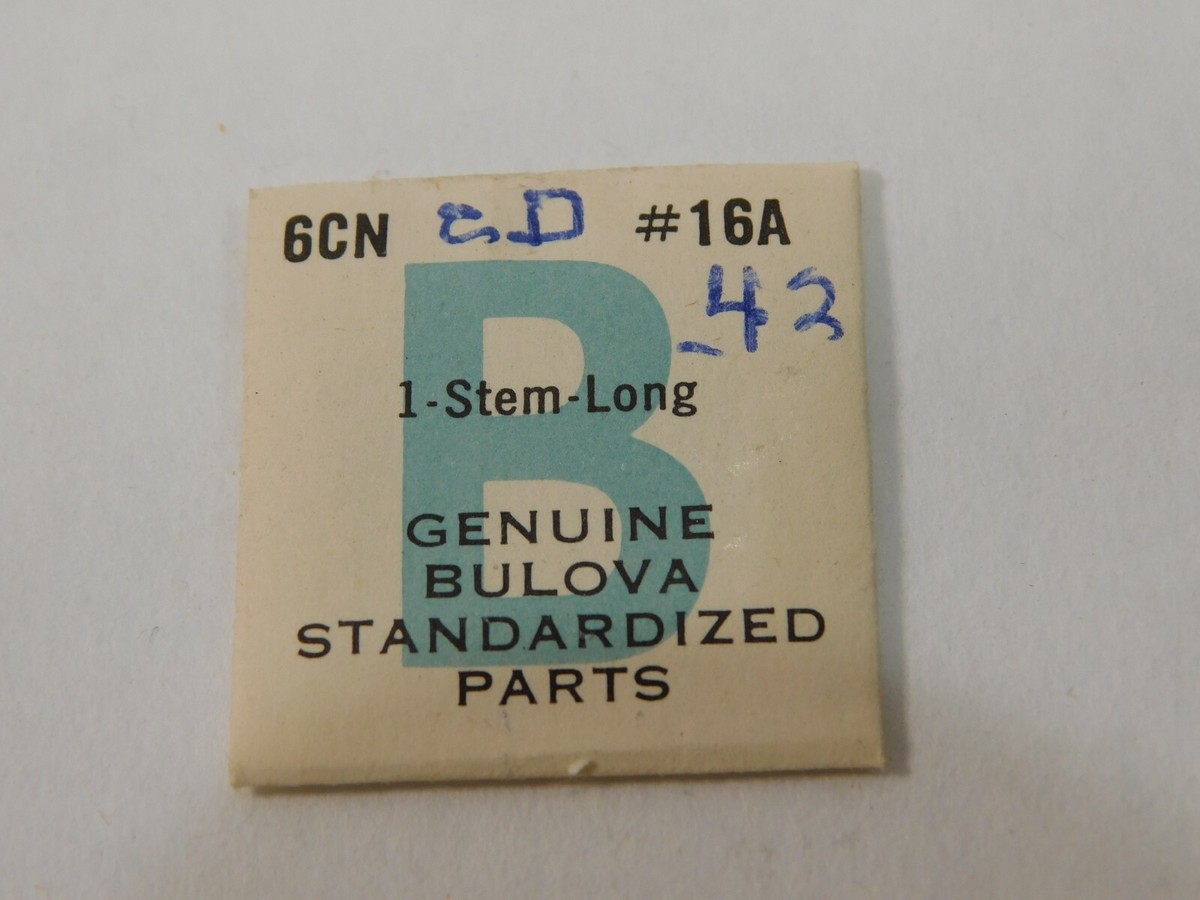 6CN #16A
-42
B
1-Stem-Long
GENUINE
BULOVA
STANDARDIZED
PARTS